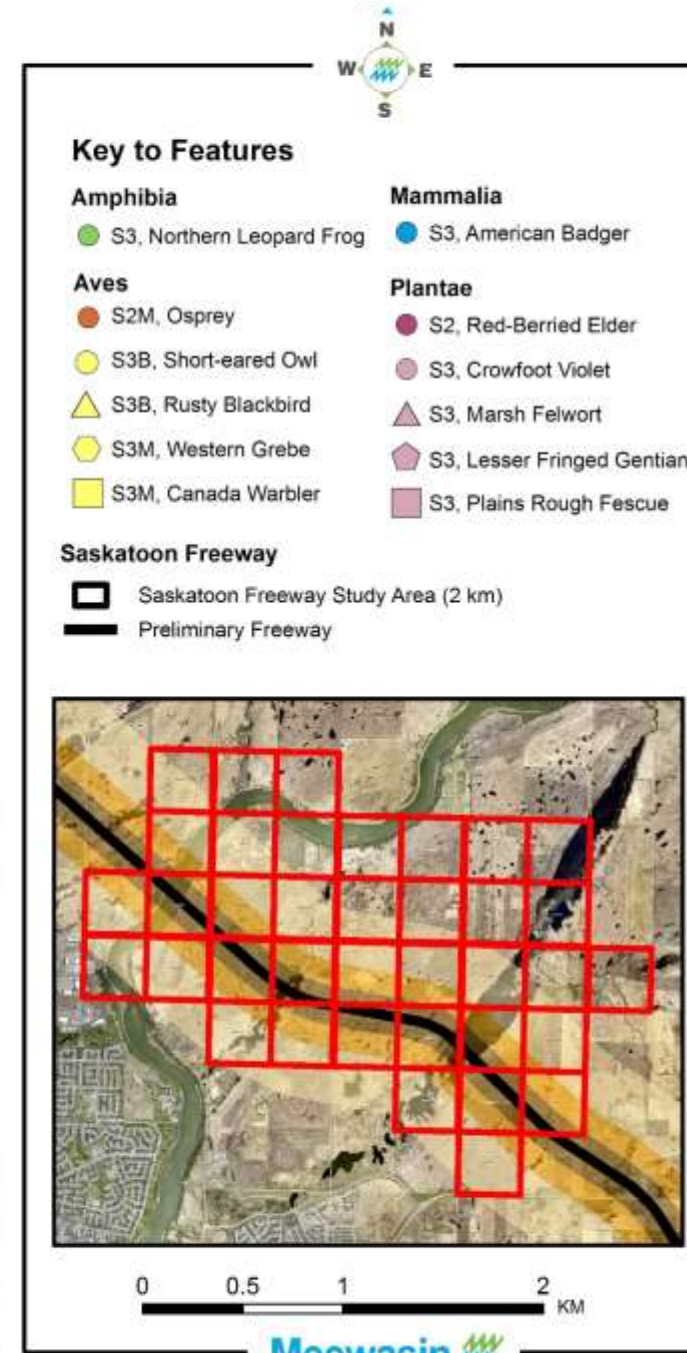 N
W E
S
Key to Features
Amphibia
S3, Northern Leopard Frog
Aves
S2M, Osprey
S3B, Short-eared Owl
S3B, Rusty Blackbird
S3M, Western Grebe
S3M, Canada Warbler
Mammalia
S3, American Badger
Plantae
S2, Red-Berried Elder
S3, Crowfoot Violet
S3, Marsh Felwort
S3, Lesser Fringed Gentian
S3, Plains Rough Fescue
Saskatoon Freeway
Saskatoon Freeway Study Area (2 km)
Preliminary Freeway
0 0.5 1 2
KM
Meewasin